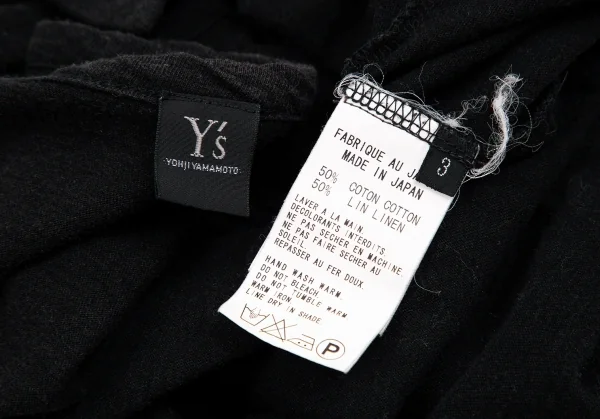 Y's
YOHJI YAMAMOTO
3
FABRIQUE AU JA
MADE IN JAPAN
50% COTON COTTON
50% LIN LINEN
LAVER A LA MAIN.
DECOLORANTS INTERDITS.
NE PAS SECHER EN MACHINE.
NE PAS FAIRE SECHER AU
SOLEIL.
REPASSER AU FER DOUX.
HAND WASH WARM.
DO NOT BLEACH.
DO NOT TUMBLE WARM
WARM IRON.
LINE DRY IN SHADE.
P